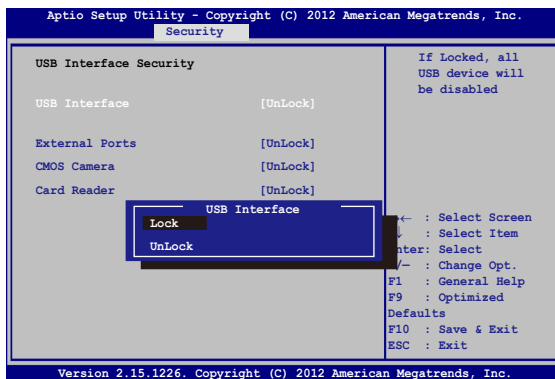 Aptio Setup Utility - Copyright (C) 2012 American Megatrends, Inc.
Security
USB Interface Security
USB Interface [UnLock]
External Ports [UnLock]
CMOS Camera [UnLock]
Card Reader [UnLock]
USB Interface
Lock
UnLock
If Locked, all
USB device will
be disabled
← : Select Screen
↓ : Select Item
nter: Select
/— : Change Opt.
F1 : General Help
F9 : Optimized
Defaults
F10 : Save & Exit
ESC : Exit
Version 2.15.1226. Copyright (C) 2012 American Megatrends, Inc.